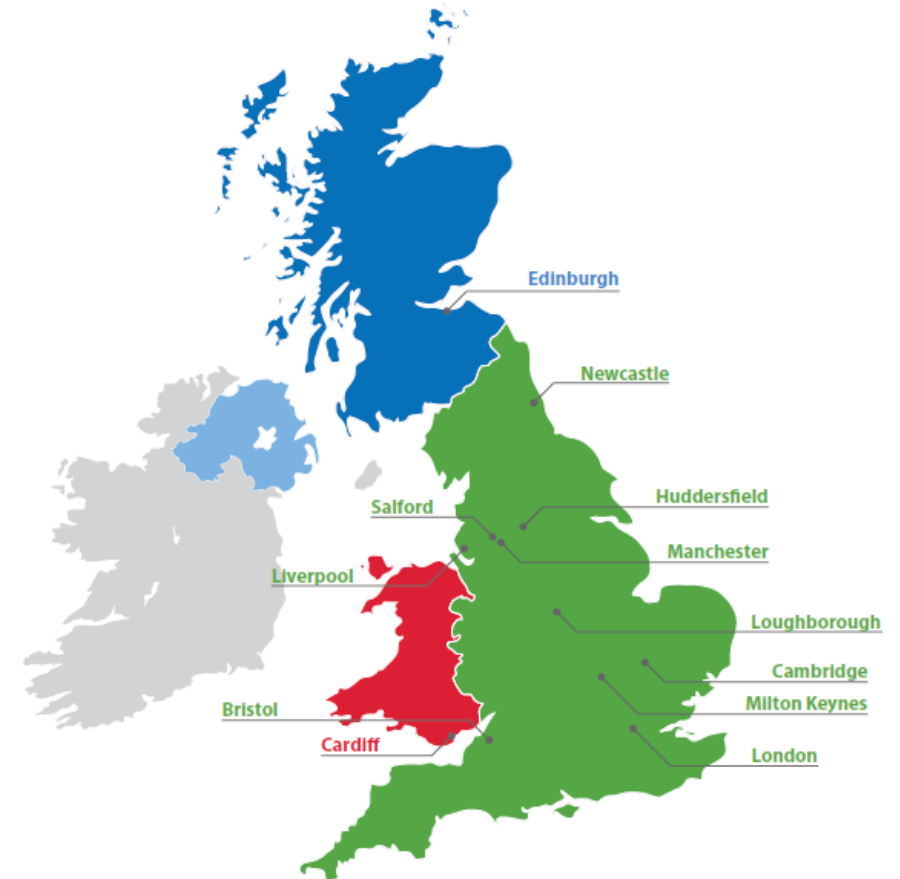 Edinburgh
Newcastle
Huddersfield
Salford
Manchester
Liverpool
Loughborough
Cambridge
Milton Keynes
Bristol
Cardiff
London